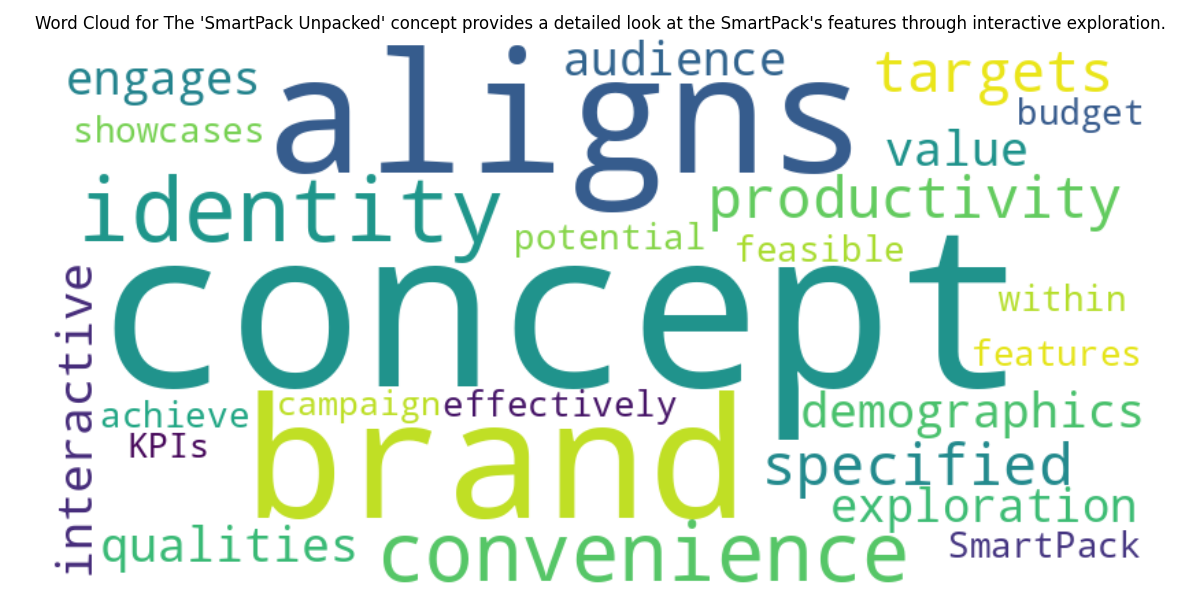 Word Cloud for The 'SmartPack Unpacked' concept provides a detailed look at the SmartPack's features through interactive exploration.
engages
aligns
audience
targets
budget
showcases
value
identity
productivity
potential
feasible
interactive
concept
within
features
achieve
campaign
effectively
demographics
KPIs
brand
specified
exploration
qualities
convenience
SmartPack